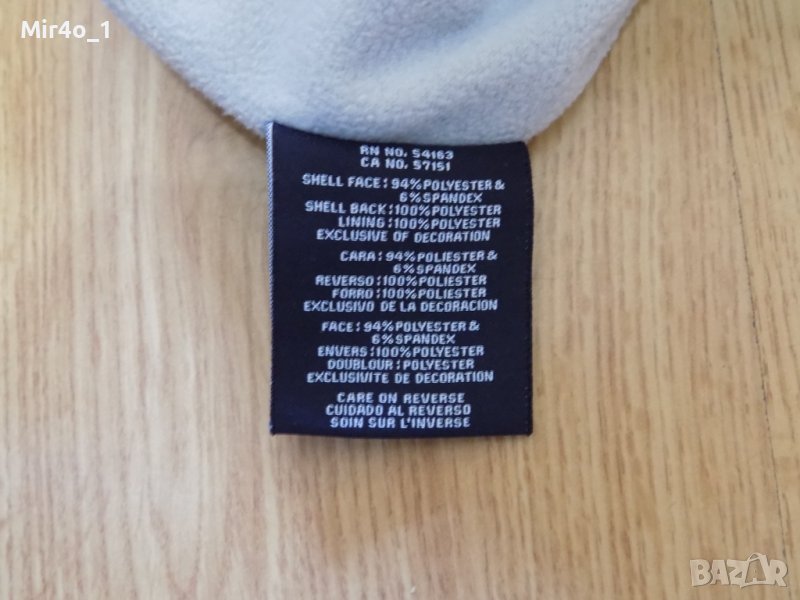 Mir4o_1
RN NO. 54163
CA NO. 57151
SHELL FACE: 94%POLYESTER &
6%SPANDEX
SHELL BACK:100%POLYESTER
LINING:100%POLYESTER
EXCLUSIVE OF DECORATION
CARA: 94%POLIESTER &
6%SPANDEX
REVERSO:100%POLIESTER
FORRO:100%POLIESTER
EXCLUSIVO DE LA DECORACION
FACE: 94%POLYESTER &
6%SPANDEX
ENVERS:100%POLYESTER
DOUBLOUR:POLYESTER
EXCLUSIVITE DE DECORATION
CARE ON REVERSE
CUIDADO AL REVERSO
SOIN SUR L'INVERSE
BAZAR